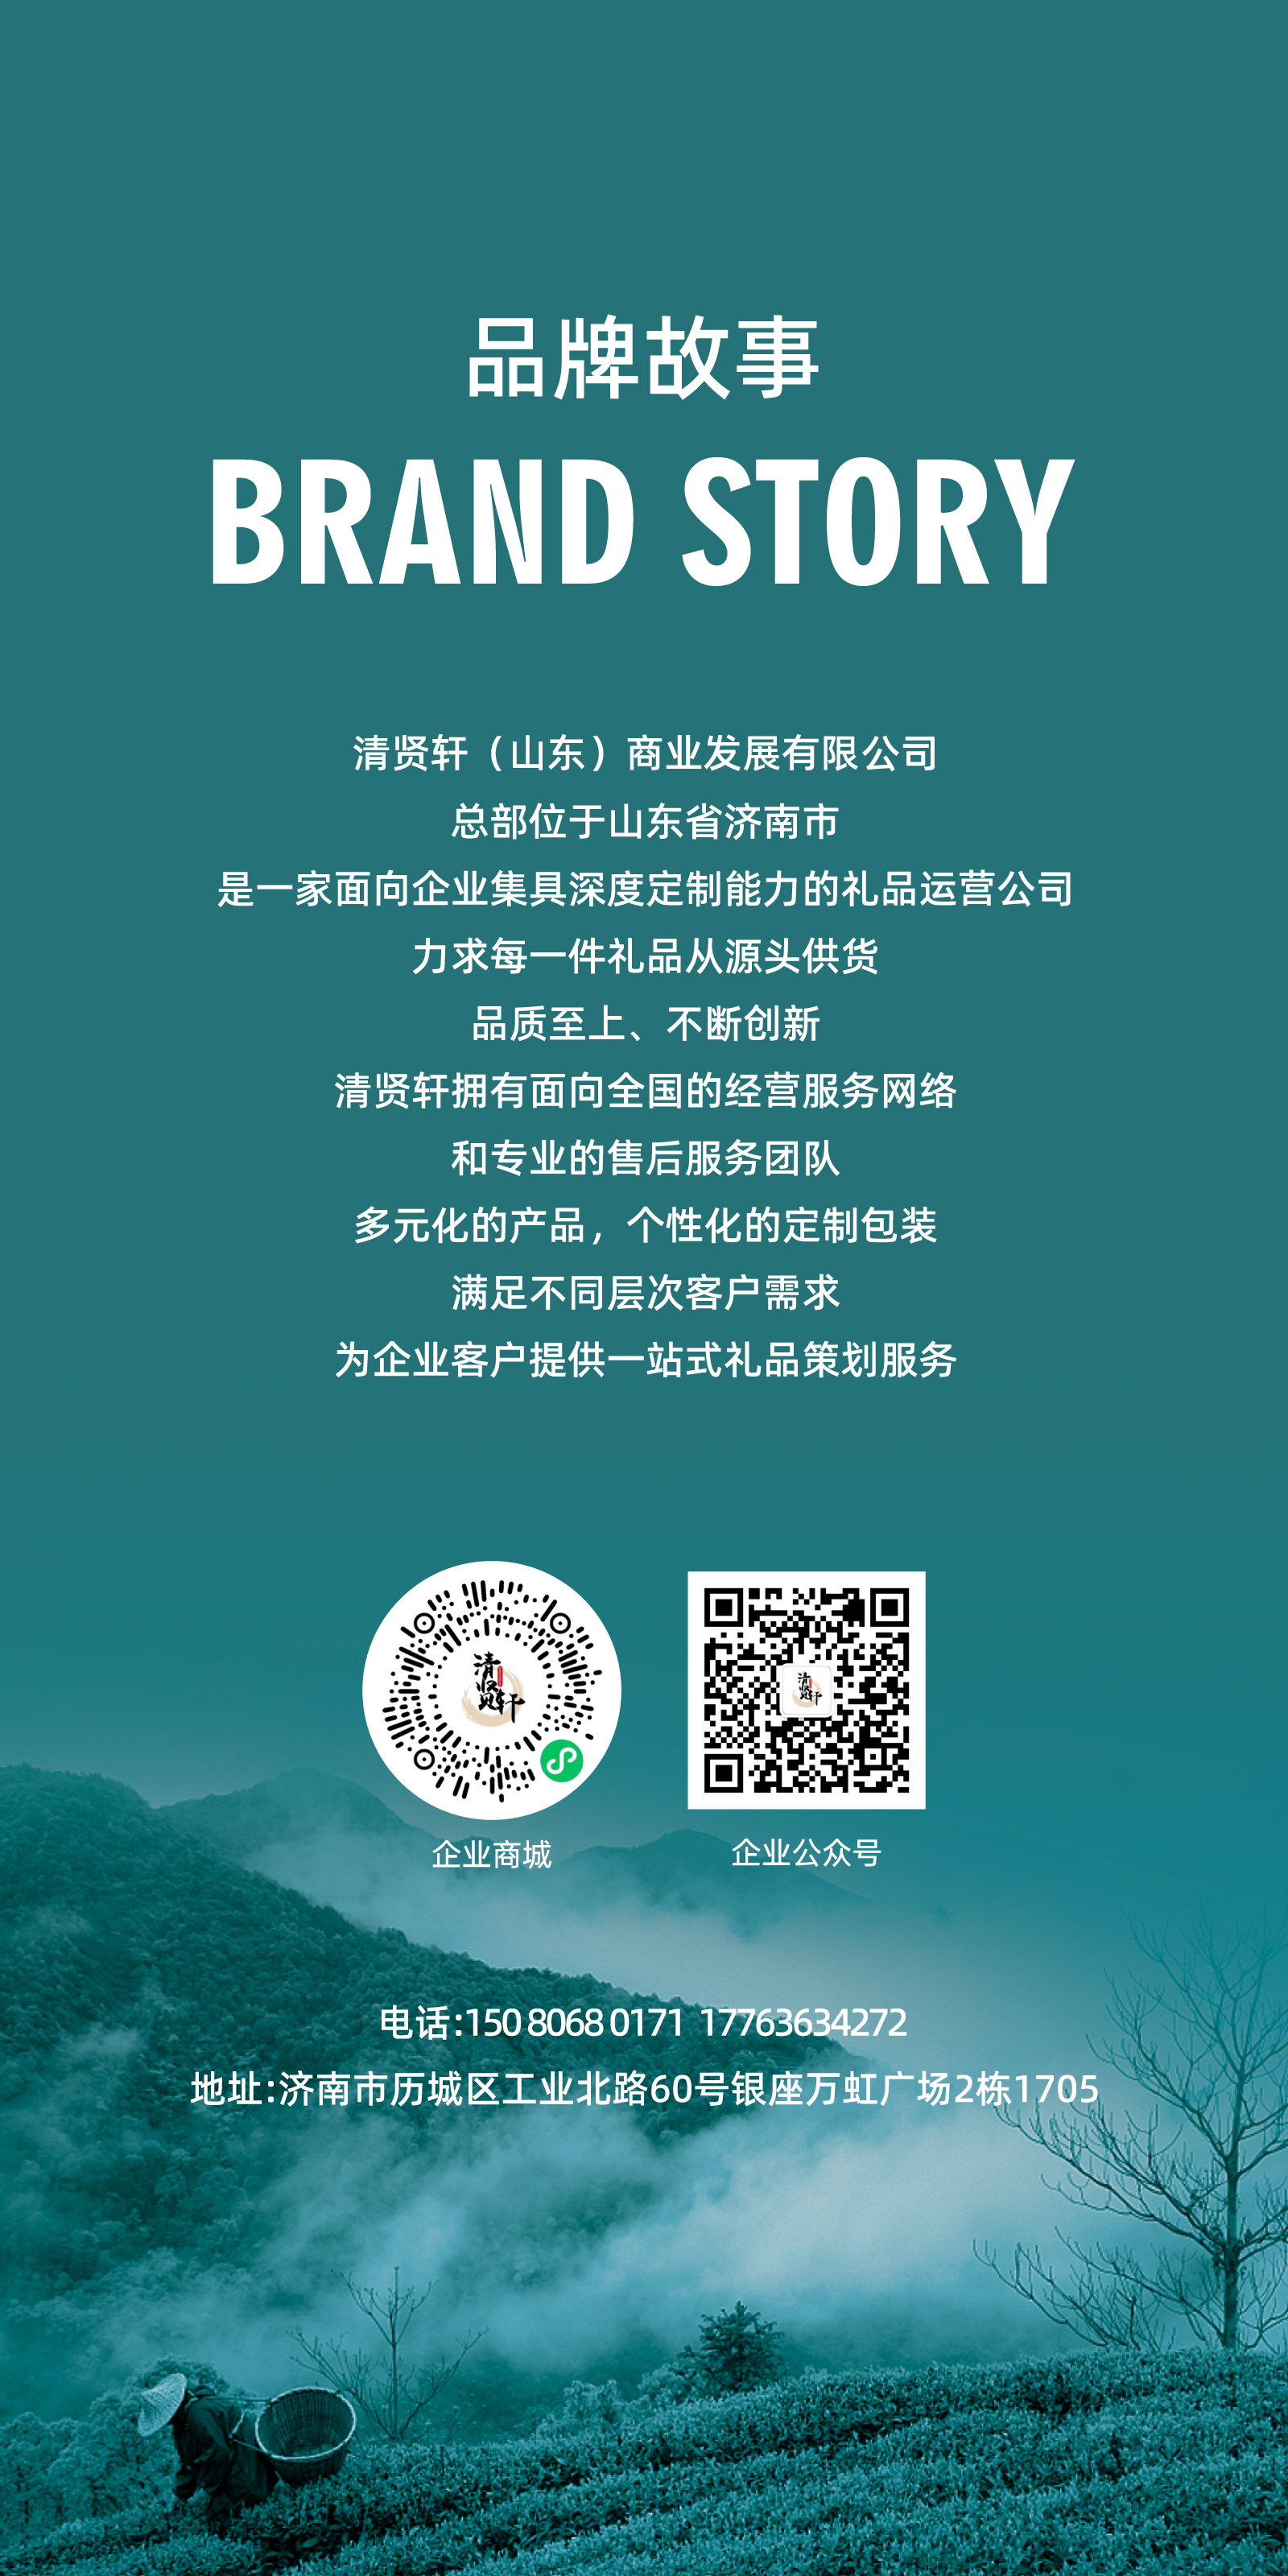 品牌故事
BRAND STORY
清贤轩（山东）商业发展有限公司
总部位于山东省济南市
是一家面向企业集具深度定制能力的礼品运营公司
力求每一件礼品从源头供货
品质至上、不断创新
清贤轩拥有面向全国的经营服务网络
和专业的售后服务团队
多元化的产品，个性化的定制包装
满足不同层次客户需求
为企业客户提供一站式礼品策划服务
清贤轩
清贤轩
企业商城
企业公众号
电话:150 8068 0171 17763634272
地址:济南市历城区工业北路60号银座万虹广场2栋1705